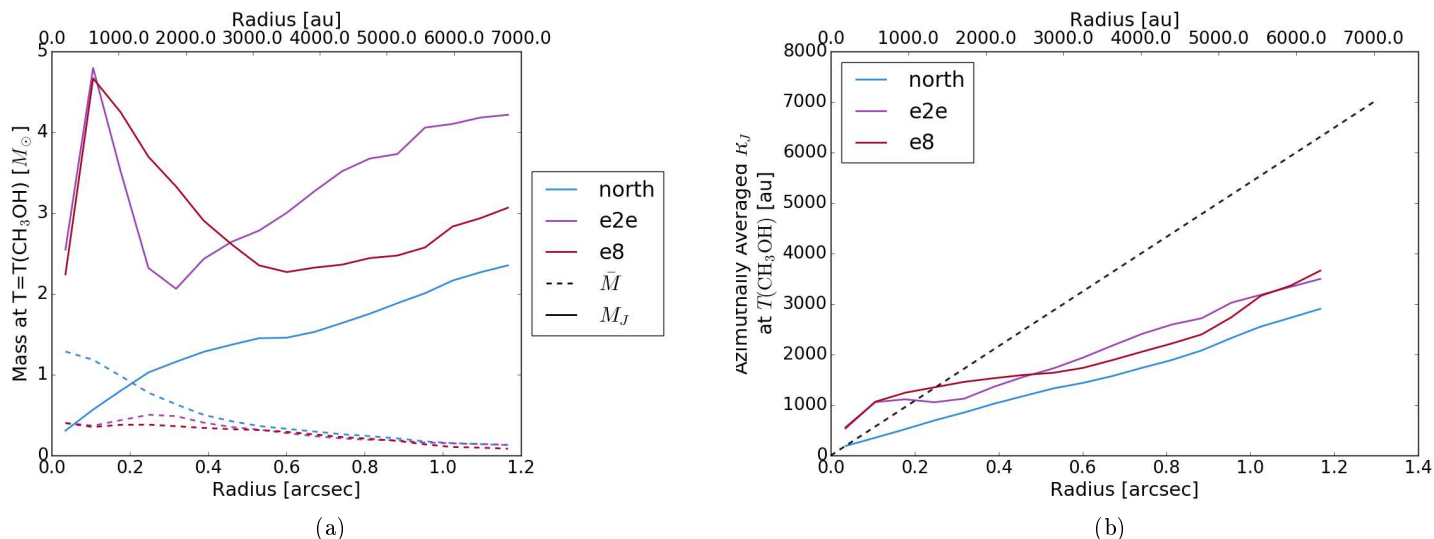 Radius [au]
0.0 1000.0 2000.0 3000.0 4000.0 5000.0 6000.0 7000.0
5
4
3
2
1
0
Mass at T=T(CH₃OH) [M☉]
0.0 0.2 0.4 0.6 0.8 1.0 1.2
Radius [arcsec]
north
e2e
e8
M̄
M_J
(a)
Radius [au]
0.0 1000.0 2000.0 3000.0 4000.0 5000.0 6000.0 7000.0
8000
7000
6000
5000
4000
3000
2000
1000
0
Azimuthally Averaged R_J
at T(CH₃OH) [au]
north
e2e
e8
0.0 0.2 0.4 0.6 0.8 1.0 1.2 1.4
Radius [arcsec]
(b)